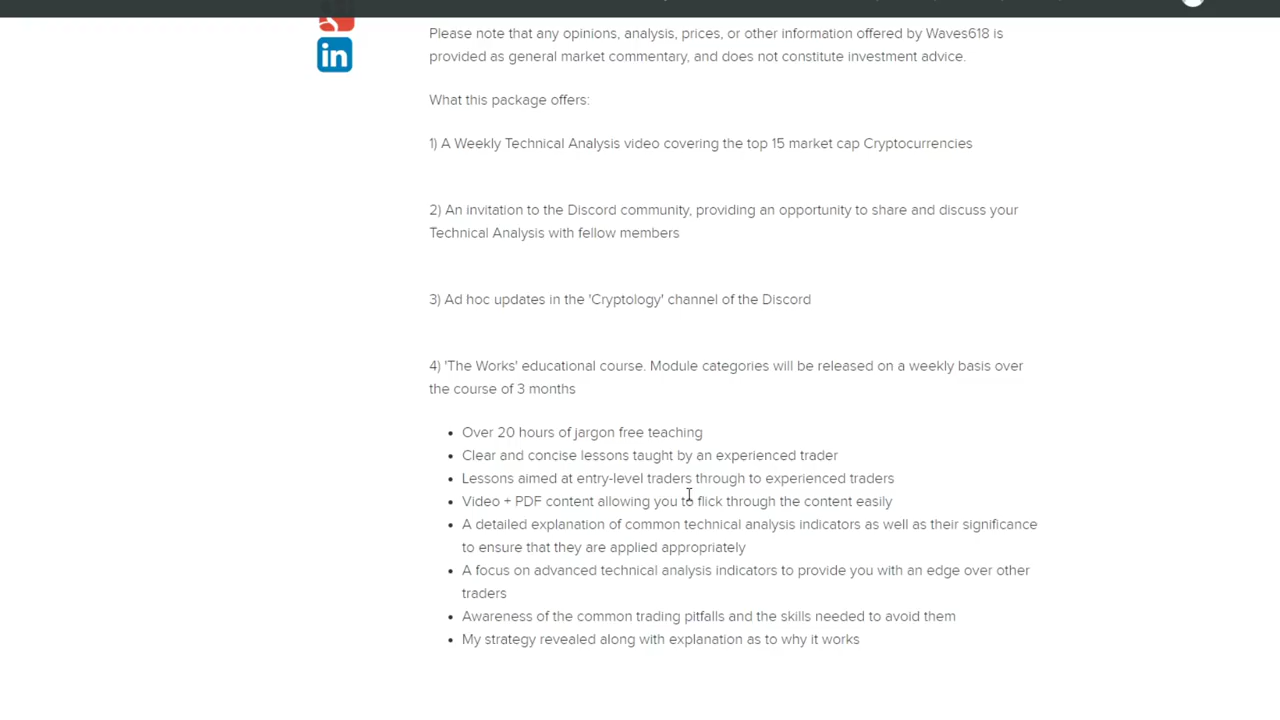 Please note that any opinions, analysis, prices, or other information offered by Waves618 is
provided as general market commentary, and does not constitute investment advice.
What this package offers:
1) A Weekly Technical Analysis video covering the top 15 market cap Cryptocurrencies
2) An invitation to the Discord community, providing an opportunity to share and discuss your
Technical Analysis with fellow members
3) Ad hoc updates in the 'Cryptology' channel of the Discord
4) 'The Works' educational course. Module categories will be released on a weekly basis over
the course of 3 months
• Over 20 hours of jargon free teaching
• Clear and concise lessons taught by an experienced trader
• Lessons aimed at entry-level traders through to experienced traders
• Video + PDF content allowing you to flick through the content easily
• A detailed explanation of common technical analysis indicators as well as their significance
to ensure that they are applied appropriately
• A focus on advanced technical analysis indicators to provide you with an edge over other
traders
• Awareness of the common trading pitfalls and the skills needed to avoid them
• My strategy revealed along with explanation as to why it works
in